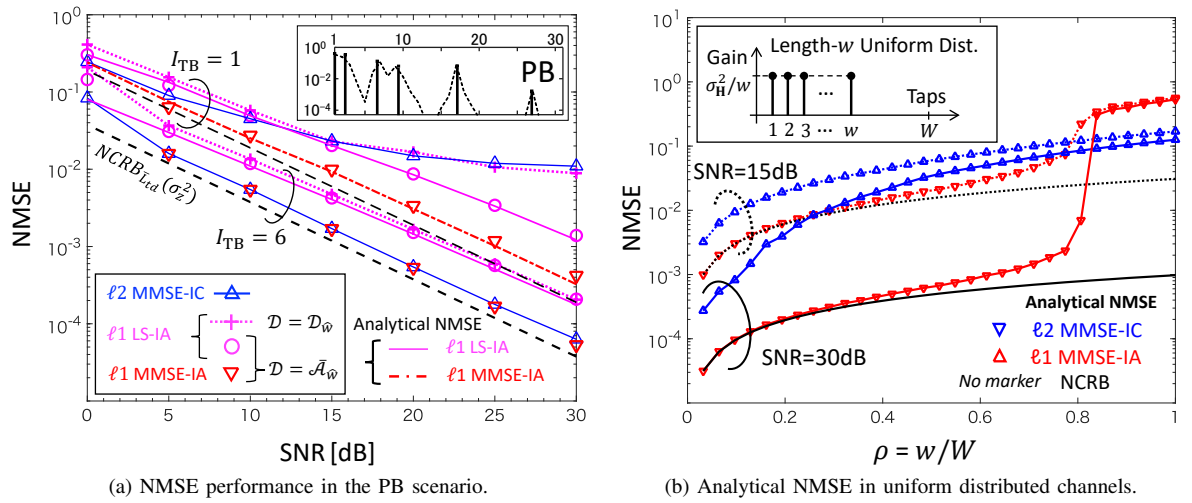 10^0
10^{-1}
10^{-2}
10^{-3}
10^{-4}
NMSE
0 5 10 15 20 25 30
SNR [dB]
I_{TB} = 1
NCRB_{L_{td}}(σ_z^2)
I_{TB} = 6
1 10 20 30
10^0
10^{-2}
10^{-4}
PB
ℓ2 MMSE-IC
ℓ1 LS-IA
ℓ1 MMSE-IA
𝒟 = 𝒟_ŵ
𝒟 = 𝒜̄_ŵ
Analytical NMSE
ℓ1 LS-IA
ℓ1 MMSE-IA
(a) NMSE performance in the PB scenario.
10^1
10^0
10^{-1}
10^{-2}
10^{-3}
10^{-4}
NMSE
0 0.2 0.4 0.6 0.8 1
ρ = w/W
Length-w Uniform Dist.
Gain
σ_H^2/w
Taps
1 2 3 ··· w
W
...
SNR=15dB
SNR=30dB
Analytical NMSE
ℓ2 MMSE-IC
ℓ1 MMSE-IA
No marker NCRB
(b) Analytical NMSE in uniform distributed channels.